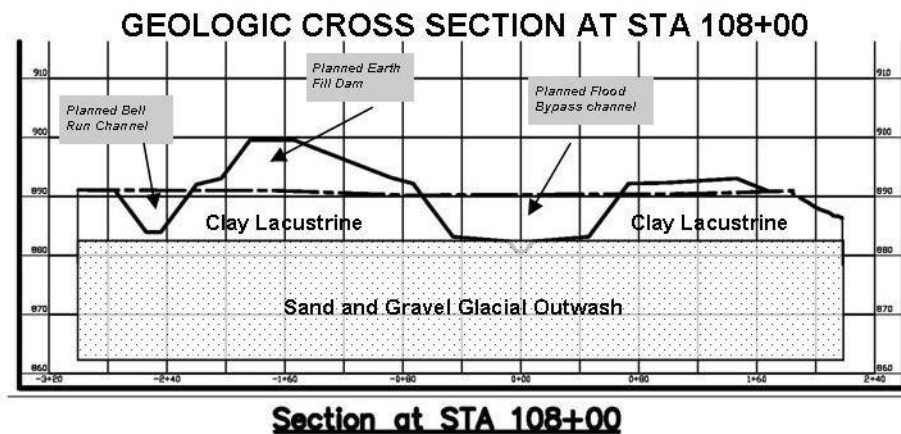 GEOLOGIC CROSS SECTION AT STA 108+00
910
900
890
880
870
860
Planned Bell
Run Channel
Planned Earth
Fill Dam
Planned Flood
Bypass channel
Clay Lacustrine
Clay Lacustrine
Sand and Gravel Glacial Outwash
910
900
890
880
870
860
-3+20
-2+40
-1+60
-0+80
0+00
0+80
1+60
2+40
Section at STA 108+00